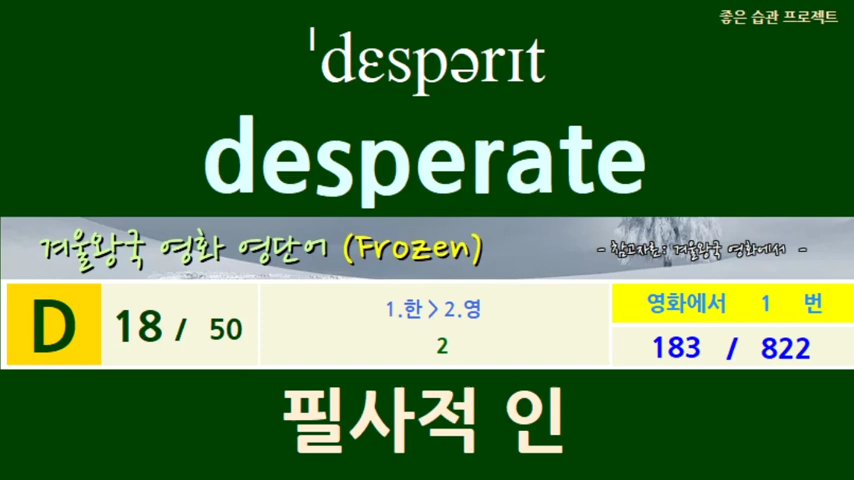 좋은 습관 프로젝트
ˈdɛspərɪt
desperate
겨울왕국 영화 영단어 (Frozen)
- 참고자료: 겨울왕국 영화에서 -
D 18 / 50
1.한 > 2.영
2
영화에서 1 번
183 / 822
필사적 인